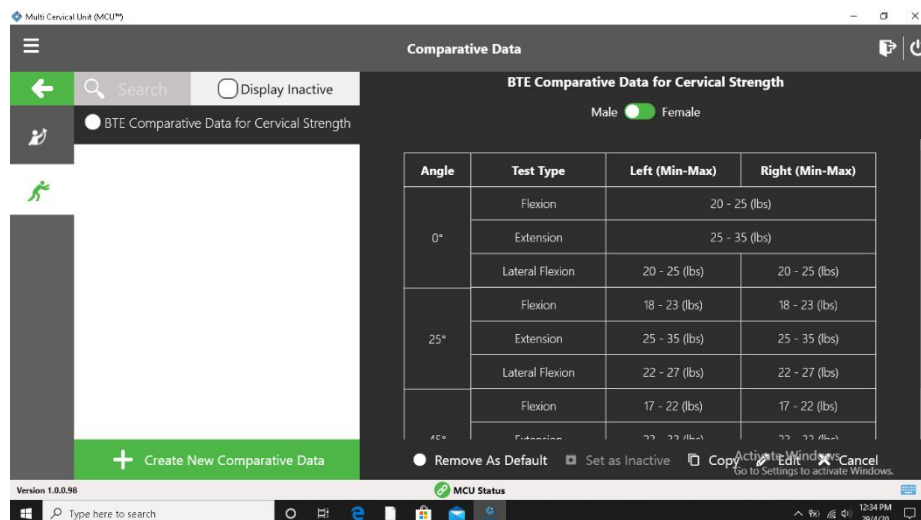 Multi Cervical Unit (MCU™)
Comparative Data
Search
Display Inactive
BTE Comparative Data for Cervical Strength
BTE Comparative Data for Cervical Strength
Male Female
Angle Test Type Left (Min-Max) Right (Min-Max)
0° Flexion 20 - 25 (lbs)
Extension 25 - 35 (lbs)
Lateral Flexion 20 - 25 (lbs) 20 - 25 (lbs)
25° Flexion 18 - 23 (lbs) 18 - 23 (lbs)
Extension 25 - 35 (lbs) 25 - 35 (lbs)
Lateral Flexion 22 - 27 (lbs) 22 - 27 (lbs)
Flexion 17 - 22 (lbs) 17 - 22 (lbs)
Create New Comparative Data
Remove As Default Set as Inactive Copy Edit Cancel
Activate Windows
Go to Settings to activate Windows.
Version 1.0.0.98
MCU Status
Type here to search
12:34 PM